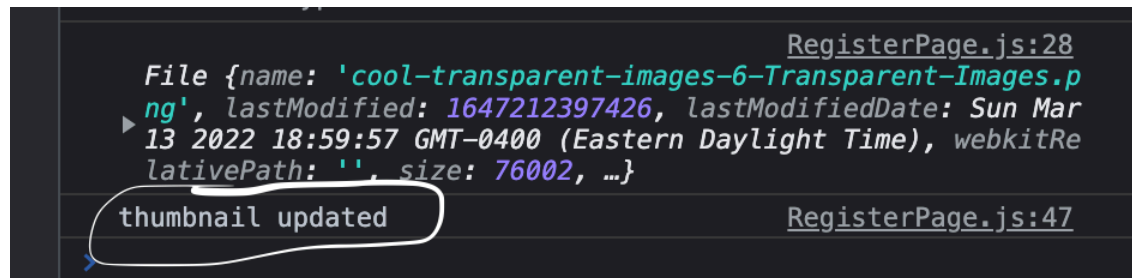 RegisterPage.js:28
File {name: 'cool-transparent-images-6-Transparent-Images.p
ng', lastModified: 1647212397426, lastModifiedDate: Sun Mar
13 2022 18:59:57 GMT-0400 (Eastern Daylight Time), webkitRe
lativePath: '', size: 76002, …}
thumbnail updated RegisterPage.js:47